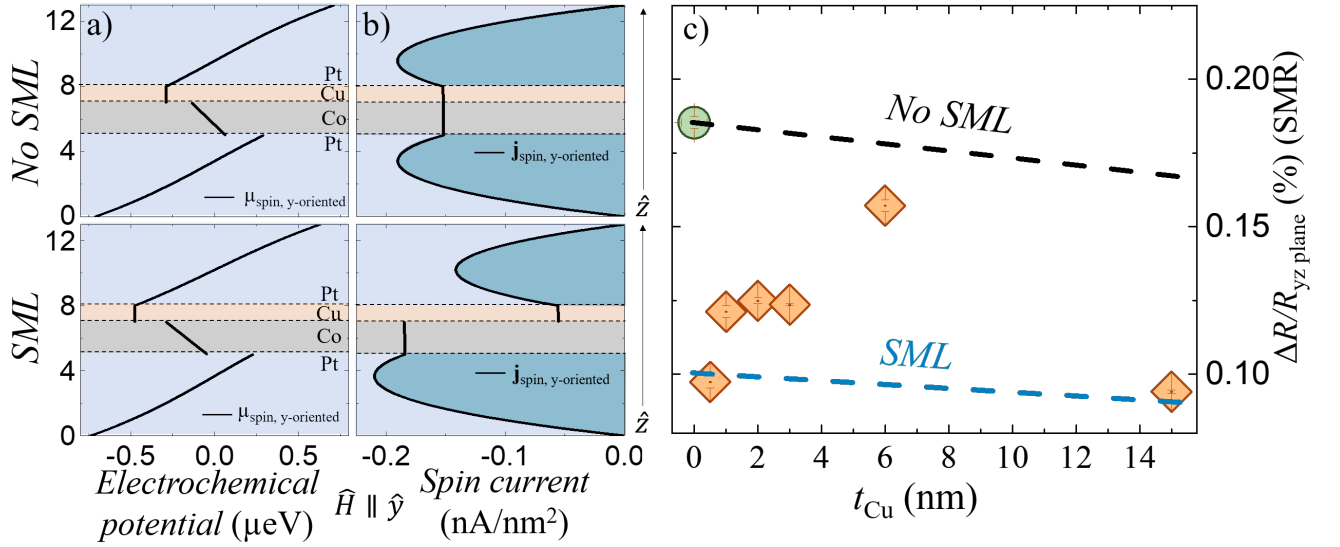 a)
b)
c)
No SML
12
8
4
0
Pt
Cu
Co
Pt
μspin, y-oriented
jspin, y-oriented
ẑ
SML
12
8
4
0
Pt
Cu
Co
Pt
μspin, y-oriented
jspin, y-oriented
ẑ
0.0 0.5
-0.2 -0.1 0.0
Electrochemical
potential (μeV)
Ĥ ∥ ŷ
Spin current
(nA/nm²)
No SML
SML
0.20
0.15
0.10
ΔR/Ryz plane (%) (SMR)
0 2 4 6 8 10 12 14
tCu (nm)